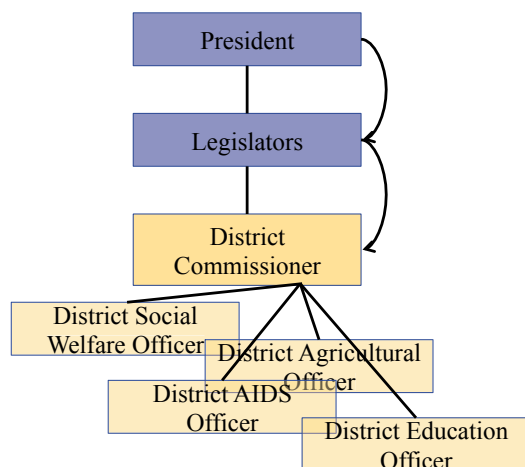 President
Legislators
District
Commissioner
District Social
Welfare Officer
District Agricultural
Officer
District AIDS
Officer
District Education
Officer